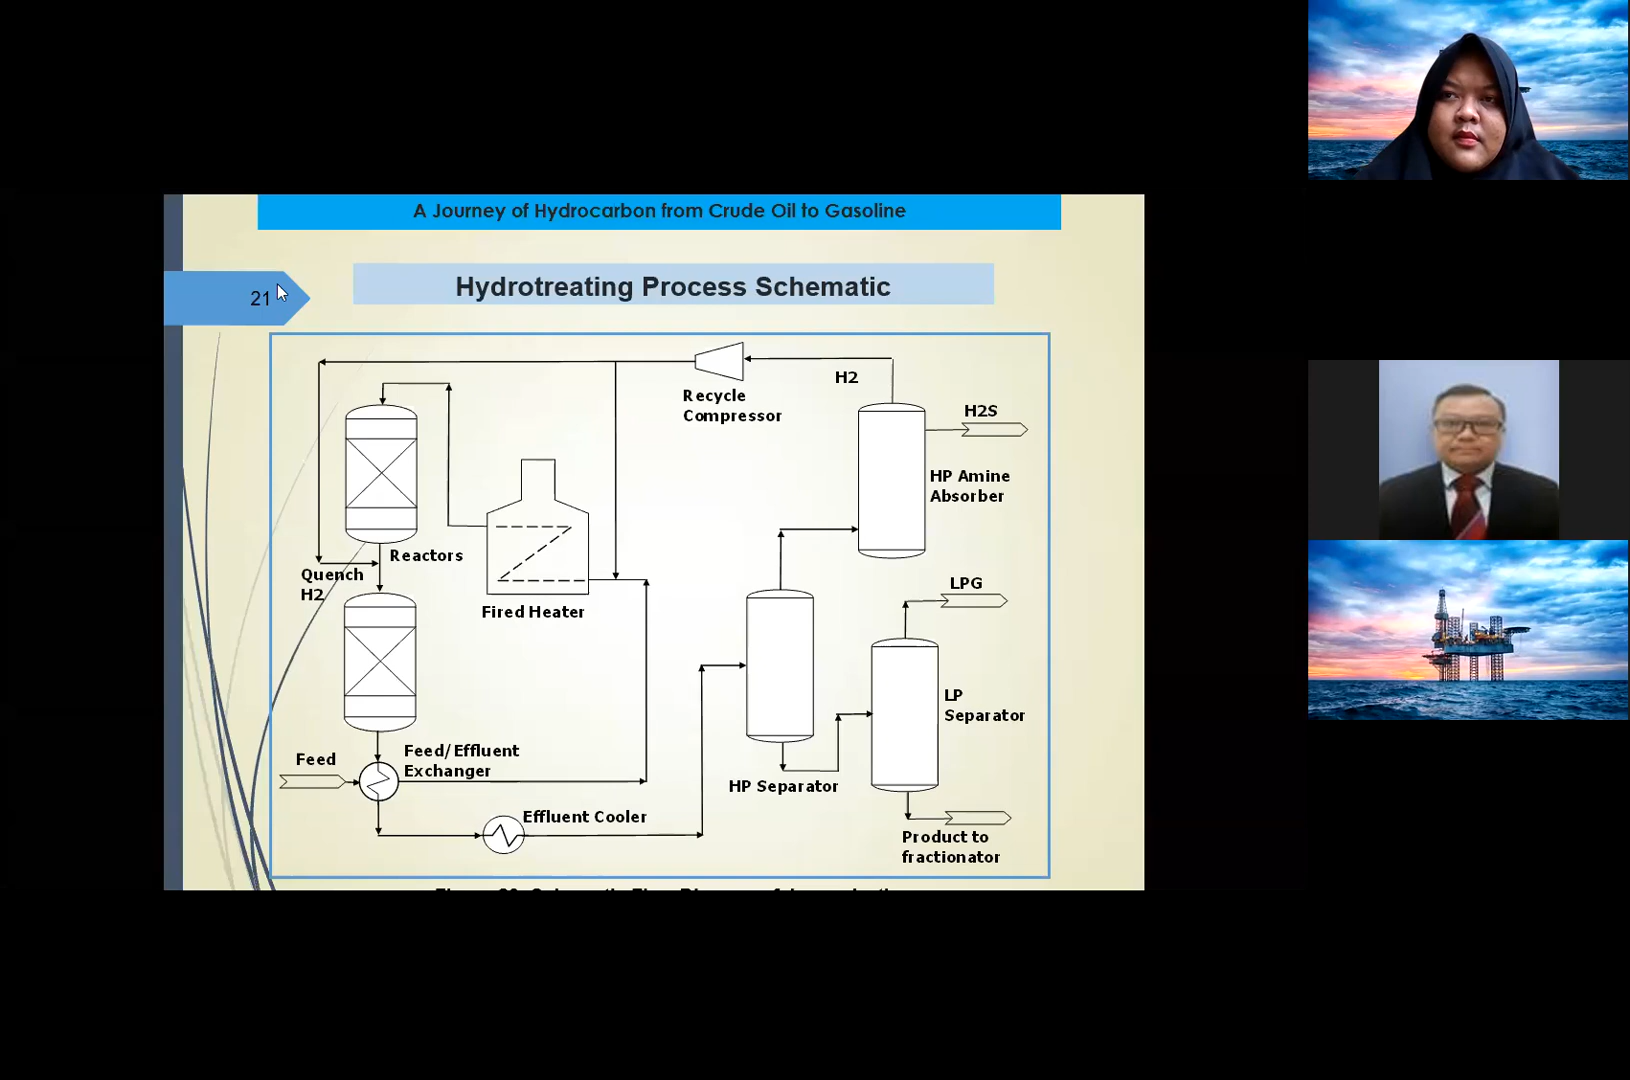 A Journey of Hydrocarbon from Crude Oil to Gasoline
21
Hydrotreating Process Schematic
Recycle
Compressor
H2
H2S
HP Amine
Absorber
Reactors
Quench
H2
Fired Heater
LPG
LP
Separator
Feed
Feed/Effluent
Exchanger
HP Separator
Effluent Cooler
Product to
fractionator